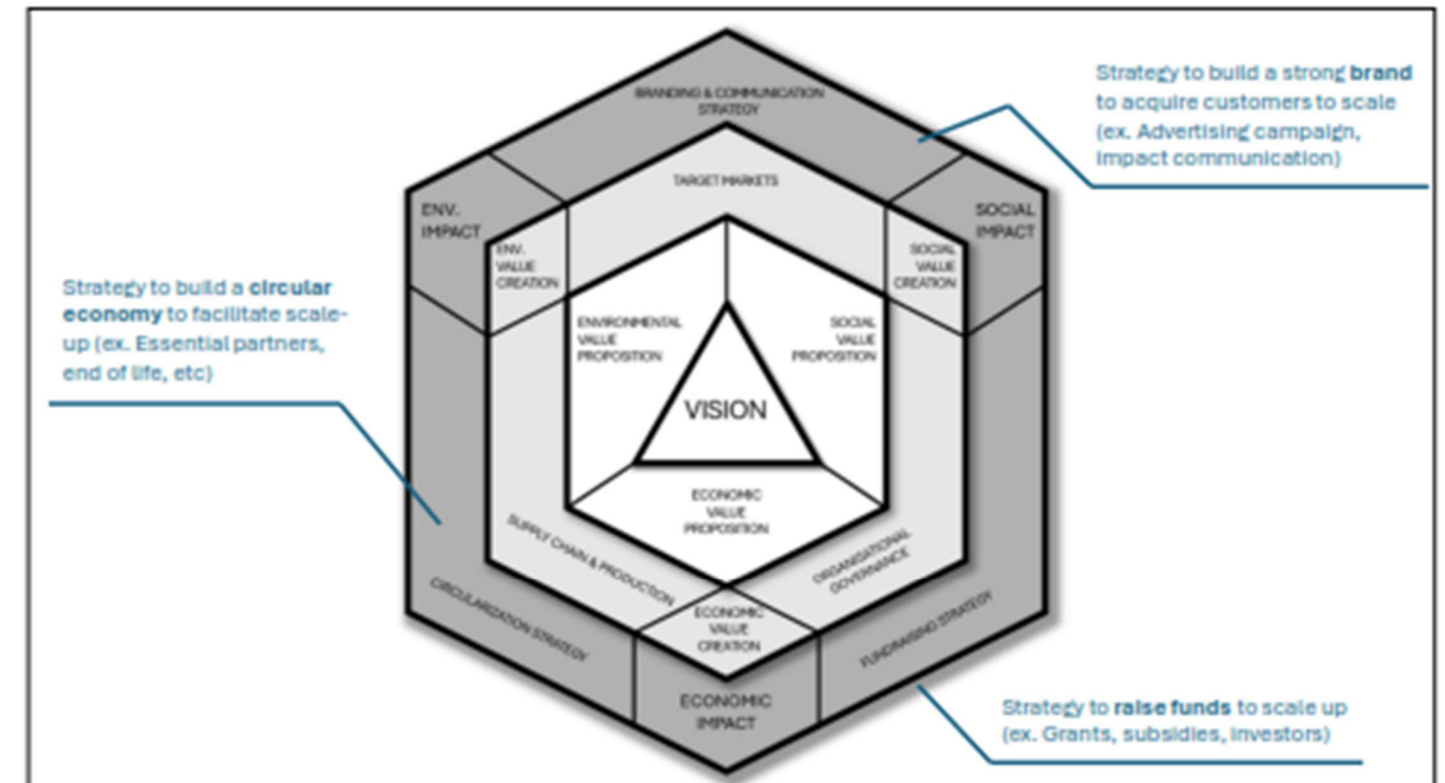 BRANDING & COMMUNICATION
STRATEGY
Strategy to build a strong brand
to acquire customers to scale
(ex. Advertising campaign,
impact communication)
TARGET MARKETS
ENV.
IMPACT
SOCIAL
IMPACT
ENV.
VALUE
CREATION
SOCIAL
VALUE
CREATION
Strategy to build a circular
economy to facilitate scale-
up (ex. Essential partners,
end of life, etc)
ENVIRONMENTAL
VALUE
PROPOSITION
SOCIAL
VALUE
PROPOSITION
VISION
ECONOMIC
VALUE
PROPOSITION
SUPPLY CHAIN & PRODUCTION
ORGANISATIONAL
GOVERNANCE
ECONOMIC
VALUE
CREATION
CIRCULARIZATION STRATEGY
FUNDRAISING STRATEGY
ECONOMIC
IMPACT
Strategy to raise funds to scale up
(ex. Grants, subsidies, investors)